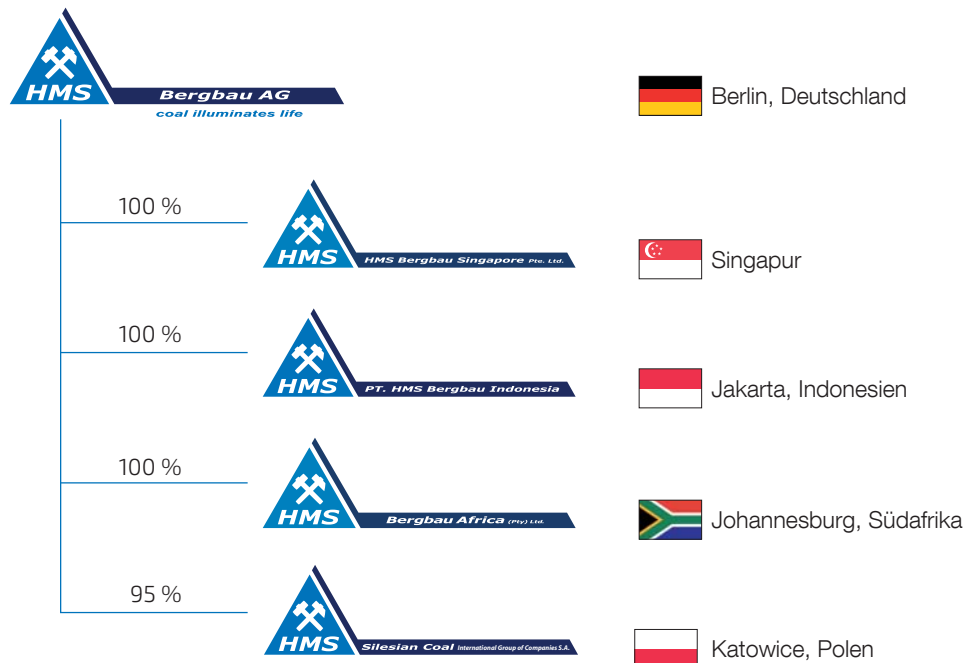 HMS
Bergbau AG
coal illuminates life
Berlin, Deutschland
100 %
HMS
HMS Bergbau Singapore Pte. Ltd.
Singapur
100 %
HMS
PT. HMS Bergbau Indonesia
Jakarta, Indonesien
100 %
HMS
Bergbau Africa (Pty) Ltd.
Johannesburg, Südafrika
95 %
HMS
Silesian Coal International Group of Companies S.A.
Katowice, Polen